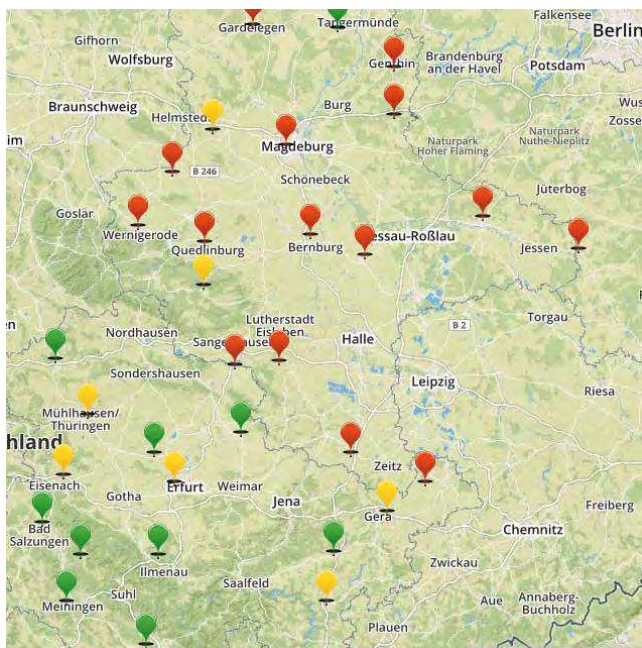 Gardelegen
Tangermünde
Falkensee
Berlin
Gifhorn
Wolfsburg
Genthin
Brandenburg
an der Havel
Potsdam
Braunschweig
Helmstedt
Burg
Magdeburg
Naturpark
Hoher Fläming
Naturpark
Nuthe-Nieplitz
Wus
Zosse
im
B 246
Schönebeck
Jüterbog
Goslar
Wernigerode
Quedlinburg
Bernburg
essau-Roßlau
Jessen
en
Nordhausen
Lutherstadt
Eisleben
Sangerhausen
Halle
B 2
Torgau
Sondershausen
Leipzig
Riesa
Mühlhausen/
Thüringen
hland
Zeitz
Eisenach
Gotha
Erfurt
Weimar
Jena
Gera
Freiberg
Chemnitz
Bad
Salzungen
Ilmenau
Saalfeld
Zwickau
Meiningen
Suhl
Plauen
Aue
Annaberg-
Buchholz